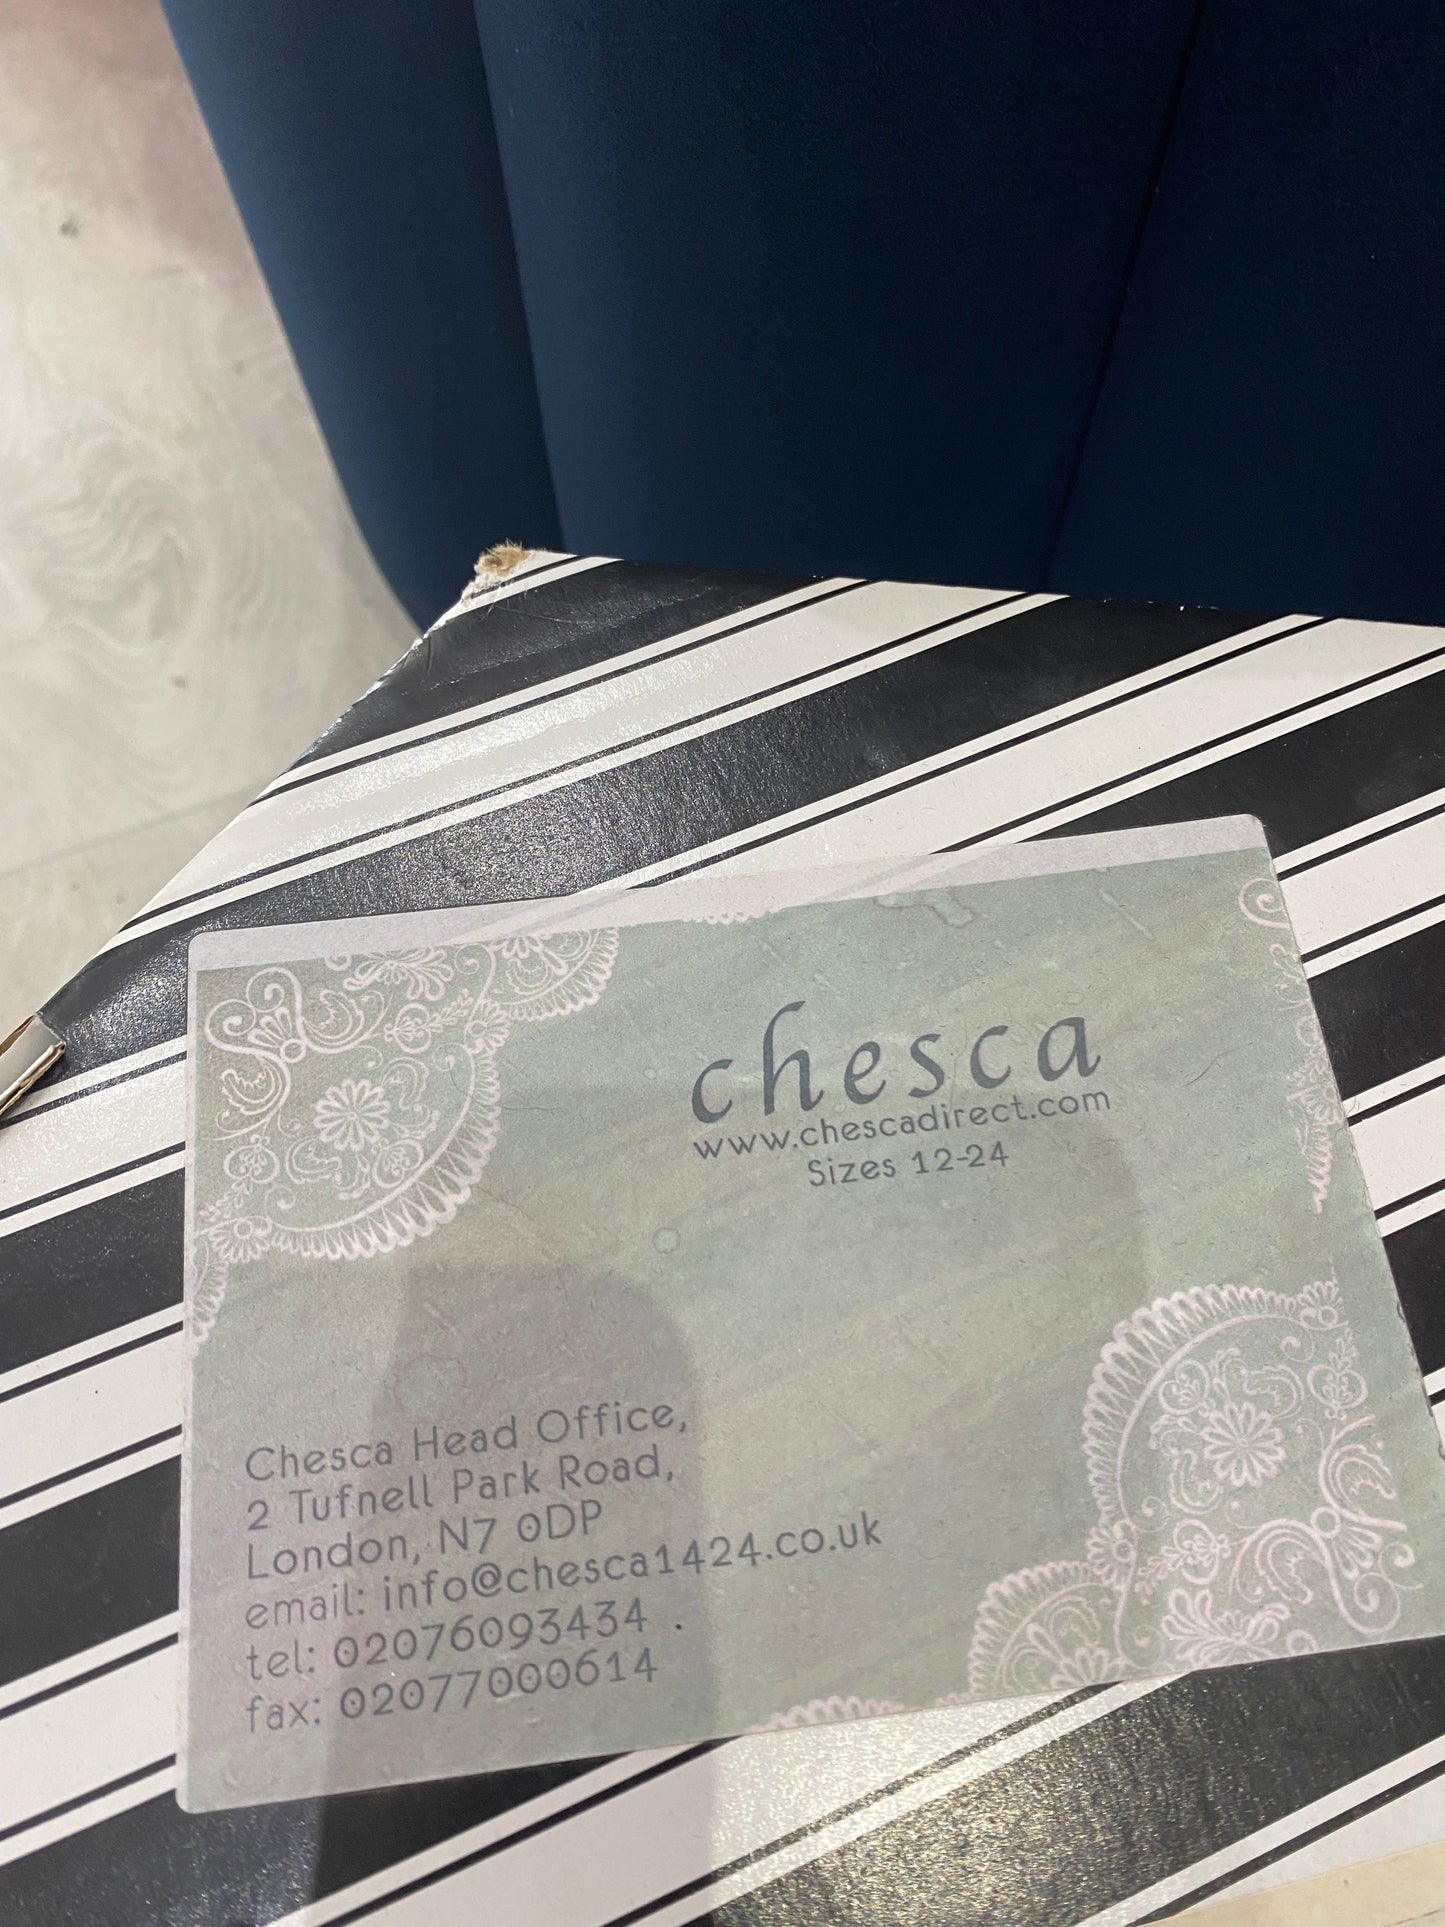 chesca
www.chescadirect.com
Sizes 12-24
Chesca Head Office,
2 Tufnell Park Road,
London, N7 0DP
email: info@chesca1424.co.uk
tel: 02076093434 .
fax: 02077000614